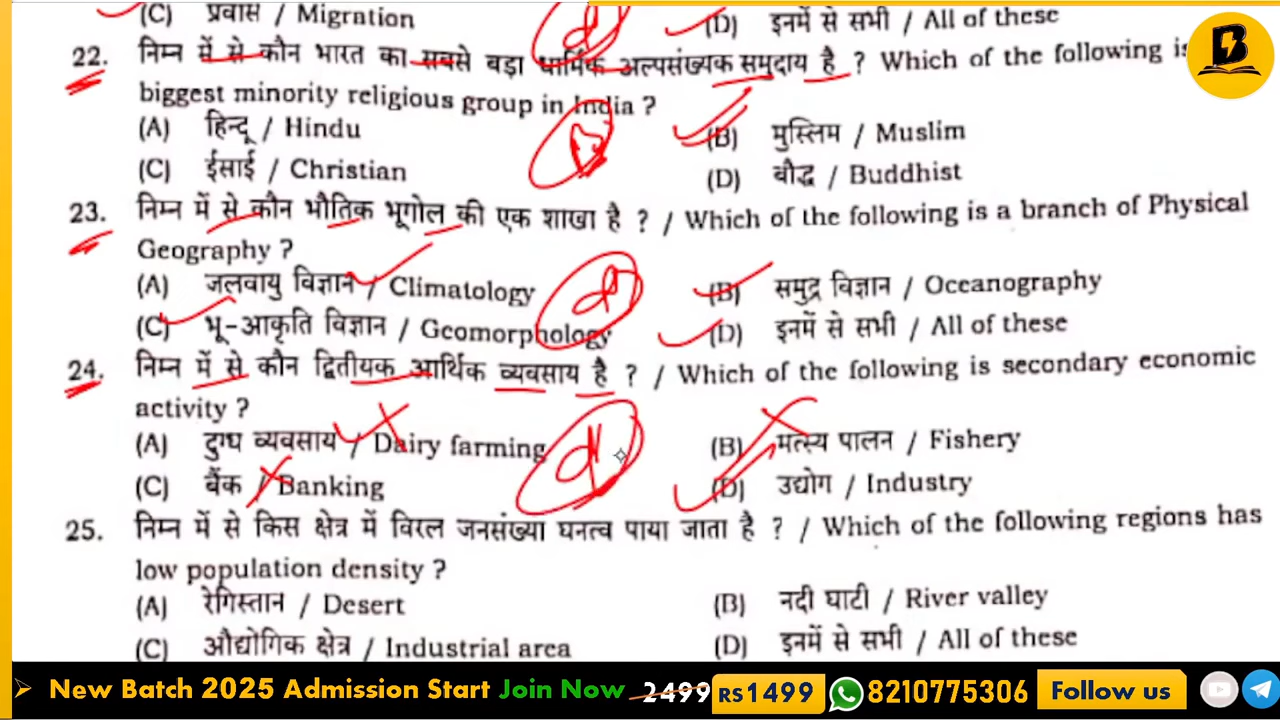 (C) प्रवास / Migration (D) इनमें से सभी / All of these
22. निम्न में से कौन भारत का सबसे बड़ा धार्मिक अल्पसंख्यक समुदाय है ? Which of the following is
biggest minority religious group in India ?
(A) हिन्दू / Hindu (B) मुस्लिम / Muslim
(C) ईसाई / Christian (D) बौद्ध / Buddhist
23. निम्न में से कौन भौतिक भूगोल की एक शाखा है ? / Which of the following is a branch of Physical
Geography ?
(A) जलवायु विज्ञान / Climatology (B) समुद्र विज्ञान / Oceanography
(C) भू-आकृति विज्ञान / Geomorphology (D) इनमें से सभी / All of these
24. निम्न में से कौन द्वितीयक आर्थिक व्यवसाय है ? / Which of the following is secondary economic
activity ?
(A) दुग्ध व्यवसाय / Dairy farming (B) मत्स्य पालन / Fishery
(C) बैंक / Banking (D) उद्योग / Industry
25. निम्न में से किस क्षेत्र में विरल जनसंख्या घनत्व पाया जाता है ? / Which of the following regions has
low population density ?
(A) रेगिस्तान / Desert (B) नदी घाटी / River valley
(C) औद्योगिक क्षेत्र / Industrial area (D) इनमें से सभी / All of these
New Batch 2025 Admission Start Join Now 2499 RS1499 8210775306 Follow us